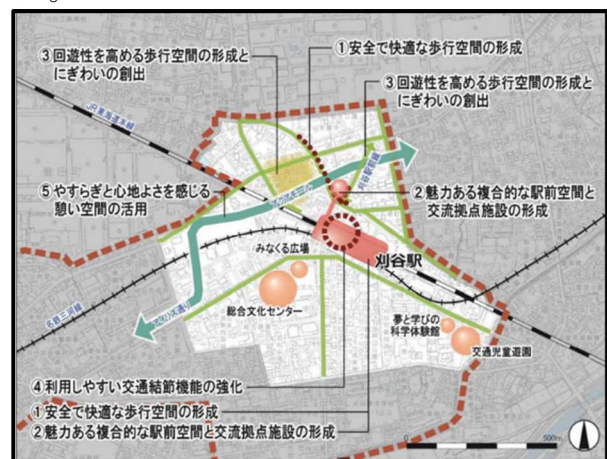 ③回遊性を高める歩行空間の形成と
にぎわいの創出
①安全で快適な歩行空間の形成
③回遊性を高める歩行空間の形成と
にぎわいの創出
JR東海道本線
刈谷駅前線
②魅力ある複合的な駅前空間と
交流拠点施設の形成
⑤やすらぎと心地よさを感じる
憩い空間の活用
みなくる広場
刈谷駅
名鉄三河線
総合文化センター
夢と学びの
科学体験館
交通児童遊園
④利用しやすい交通結節機能の強化
①安全で快適な歩行空間の形成
②魅力ある複合的な駅前空間と交流拠点施設の形成
0
500m